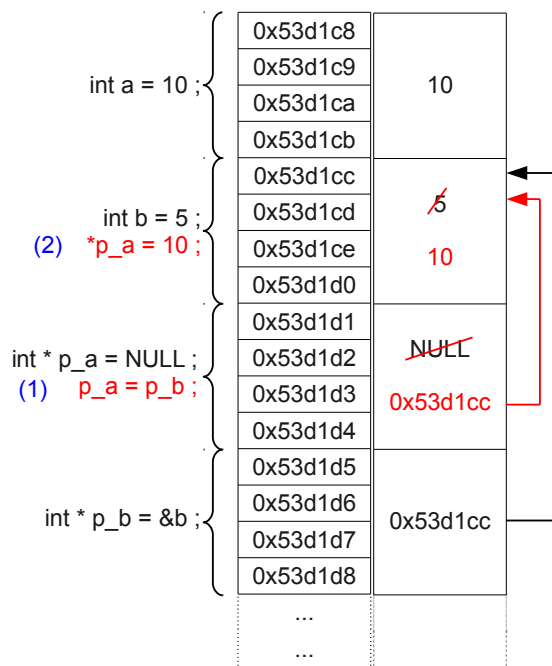 0x53d1c8
0x53d1c9
int a = 10 ;
10
0x53d1ca
0x53d1cb
0x53d1cc
0x53d1cd
int b = 5 ;
5
(2) *p_a = 10 ;
0x53d1ce
10
0x53d1d0
0x53d1d1
int * p_a = NULL ;
0x53d1d2
NULL
(1) p_a = p_b ;
0x53d1d3
0x53d1cc
0x53d1d4
0x53d1d5
0x53d1d6
int * p_b = &b ;
0x53d1cc
0x53d1d7
0x53d1d8
...
...